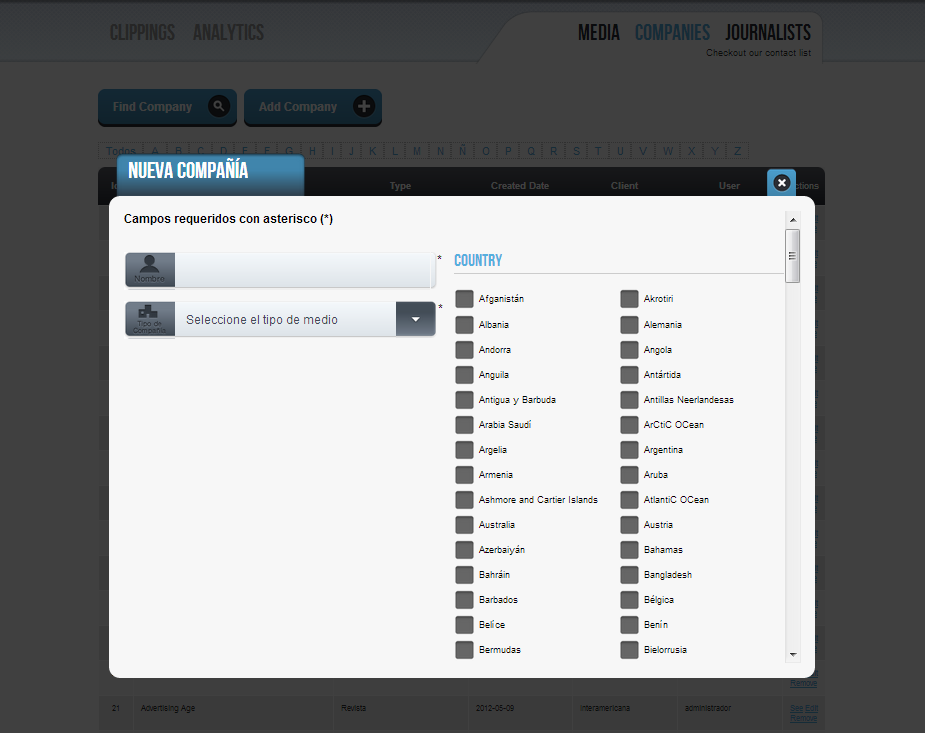 CLIPPINGS ANALYTICS
MEDIA COMPANIES JOURNALISTS
Checkout our contact list
Find Company Add Company
Todos A B C D E F G H I J K L M N Ñ O P Q R S T U V W X Y Z
NUEVA COMPAÑÍA
Type Created Date Client User
Campos requeridos con asterisco (*)
Nombre *
Tipo de
Compañía
Seleccione el tipo de medio *
COUNTRY
Afganistán Akrotiri
Albania Alemania
Andorra Angola
Anguila Antártida
Antigua y Barbuda Antillas Neerlandesas
Arabia Saudí ArCtiC OCean
Argelia Argentina
Armenia Aruba
Ashmore and Cartier Islands AtlantiC OCean
Australia Austria
Azerbaiyán Bahamas
Bahráin Bangladesh
Barbados Bélgica
Belice Benín
Bermudas Bielorrusia
Remove
21 Advertising Age Revista 2012-08-09 Interamericana administrador See Edit
Remove